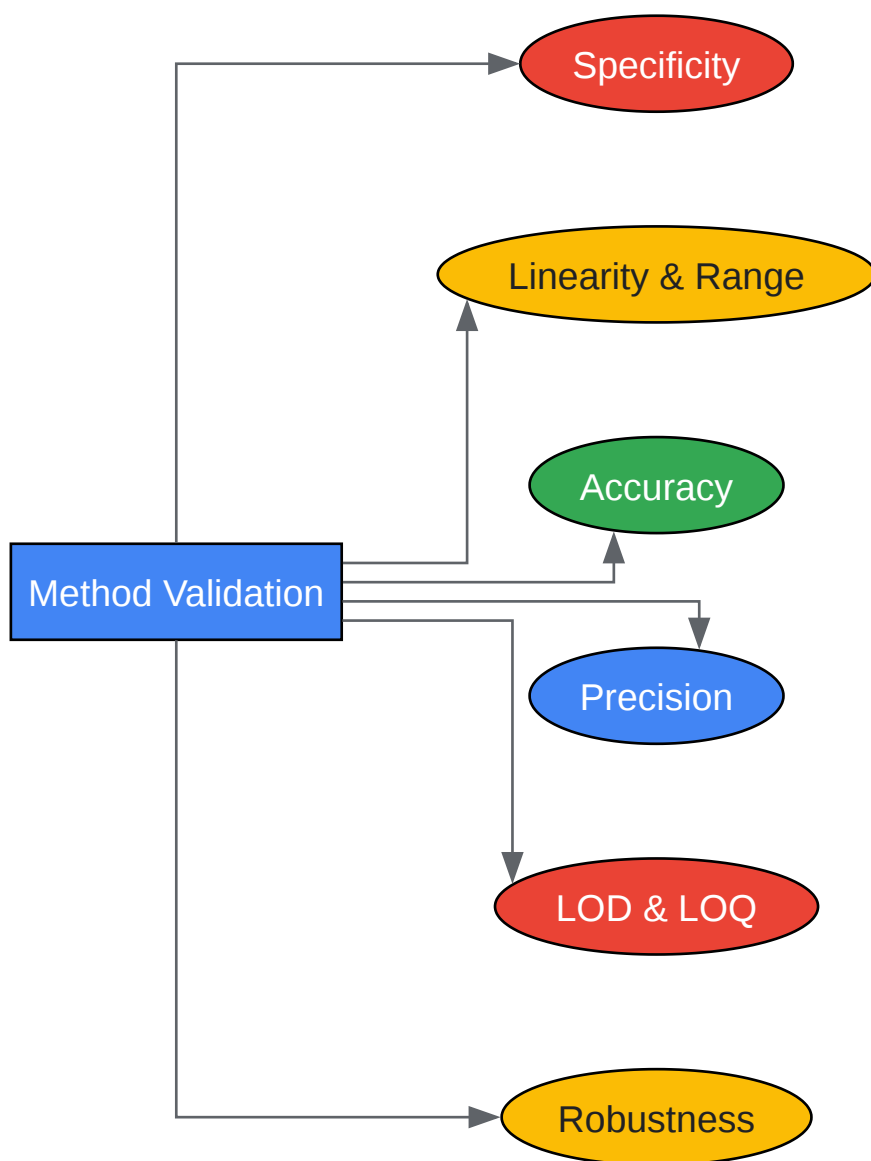 Specificity
Linearity & Range
Accuracy
Method Validation
Precision
LOD & LOQ
Robustness